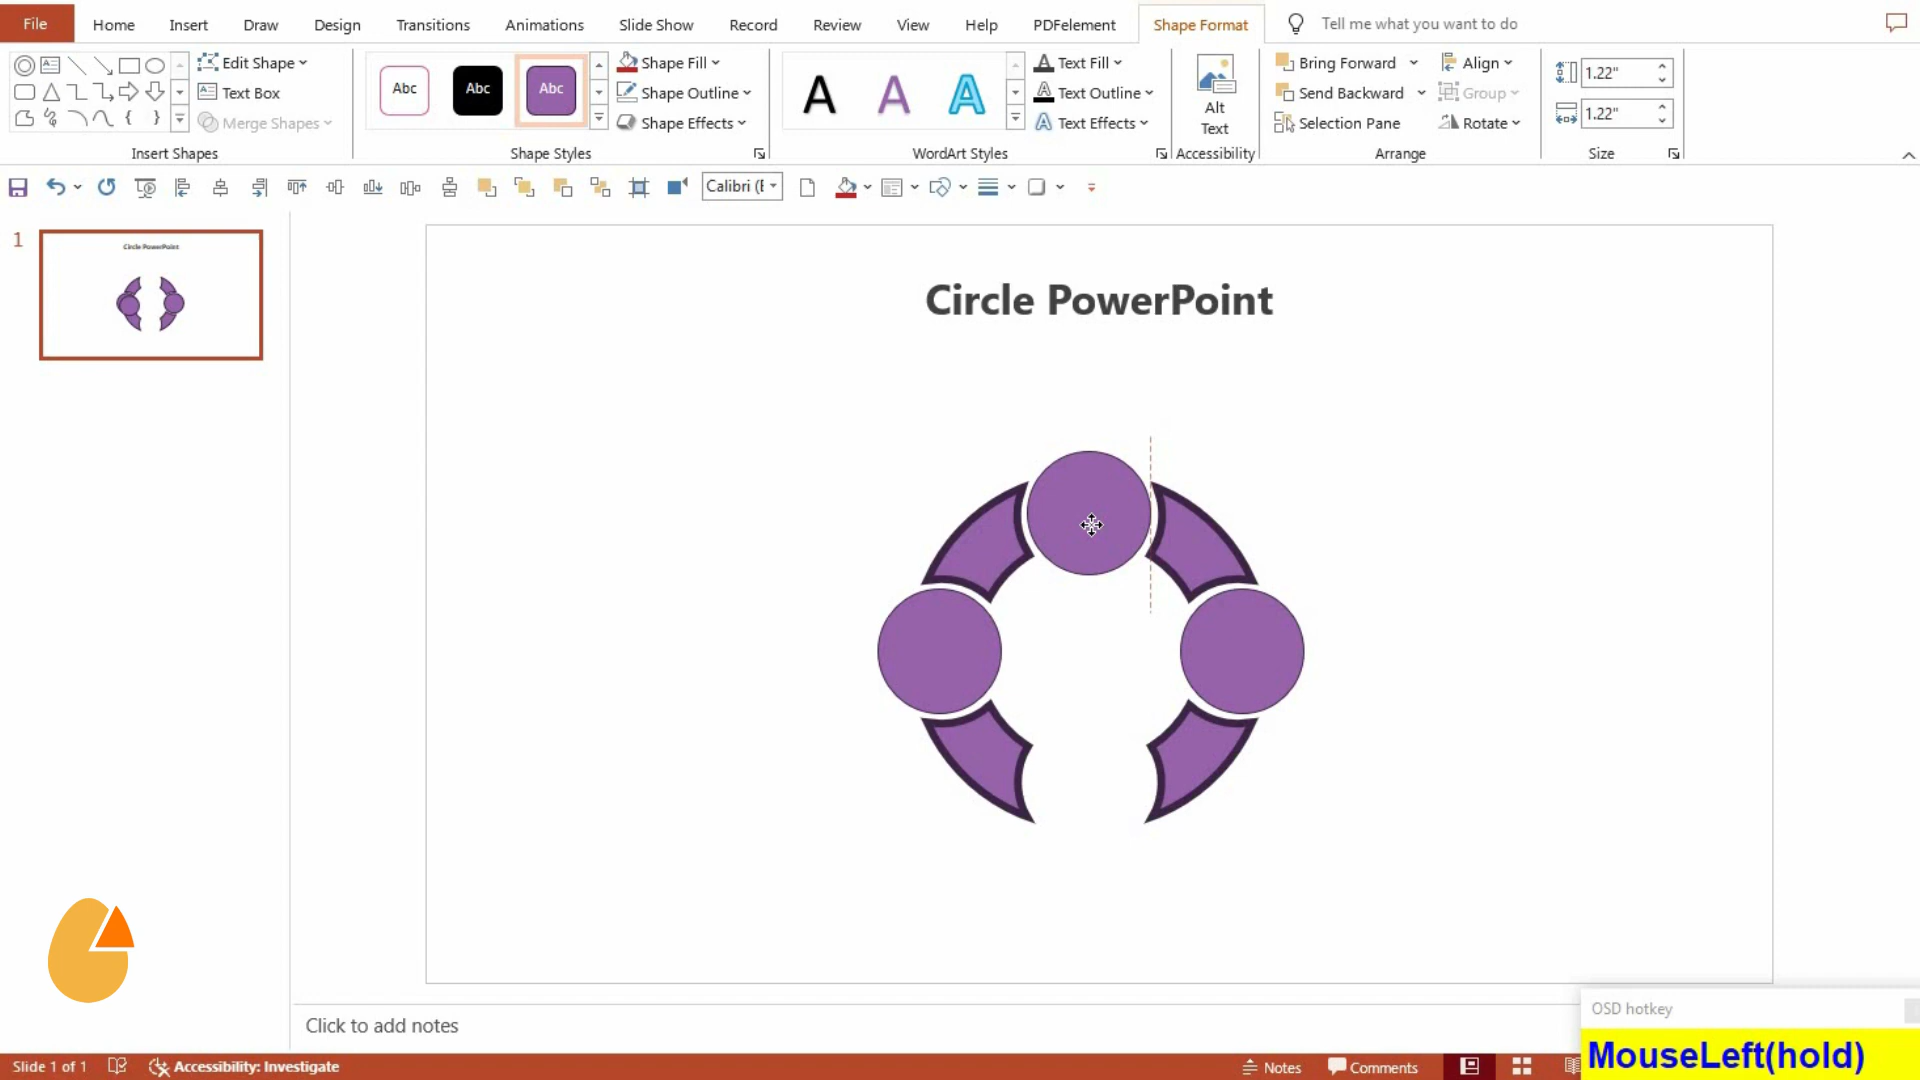 File Home Insert Draw Design Transitions Animations Slide Show Record Review View Help PDFelement Shape Format Tell me what you want to do
Edit Shape
Text Box
Merge Shapes
Insert Shapes
Abc Abc Abc
Shape Fill
Shape Outline
Shape Effects
Shape Styles
A A A
Text Fill
Text Outline
Text Effects
WordArt Styles
Alt
Text
Accessibility
Bring Forward
Send Backward
Selection Pane
Align
Group
Rotate
Arrange
1.22"
1.22"
Size
Calibri (E
1
Circle PowerPoint
Circle PowerPoint
Click to add notes
OSD hotkey
MouseLeft(hold)
Slide 1 of 1 Accessibility: Investigate Notes Comments